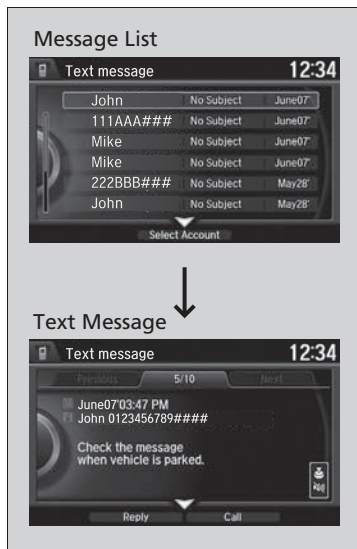 Message List
Text message 12:34
John No Subject June07'
111AAA### No Subject June07'
Mike No Subject June07'
Mike No Subject June07'
222BBB### No Subject May28'
John No Subject May28'
Select Account
Text Message
Text message 12:34
Previous 5/10 Next
June07'03:47 PM
John 0123456789####
Check the message
when vehicle is parked.
Reply Call